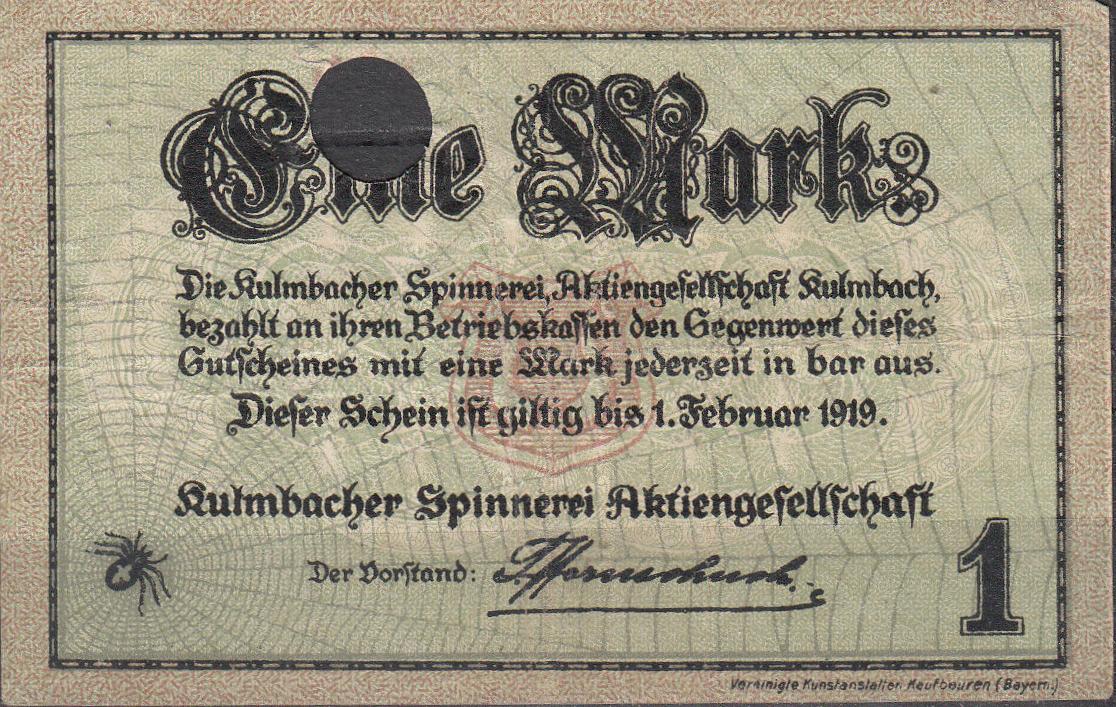 Eine Mark
Die Kulmbacher Spinnerei, Aktiengesellschaft Kulmbach,
bezahlt an ihren Betriebskassen den Gegenwert dieses
Gutscheines mit eine Mark jederzeit in bar aus.
Dieser Schein ist giltig bis 1. Februar 1919.
Kulmbacher Spinnerei Aktiengesellschaft
Der Vorstand: F. Hornschuch.
1
Vereinigte Kunstanstalten Kaufbeuren (Bayern.)